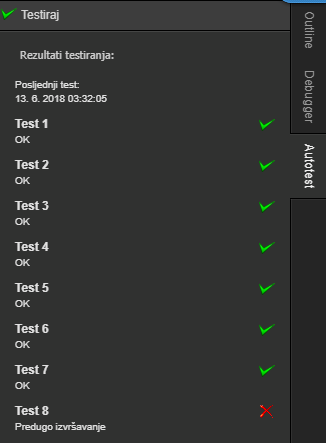 Testiraj
Rezultati testiranja:
Posljednji test:
13. 6. 2018 03:32:05
Test 1
OK
Test 2
OK
Test 3
OK
Test 4
OK
Test 5
OK
Test 6
OK
Test 7
OK
Test 8
Predugo izvršavanje
Outline
Debugger
Autotest